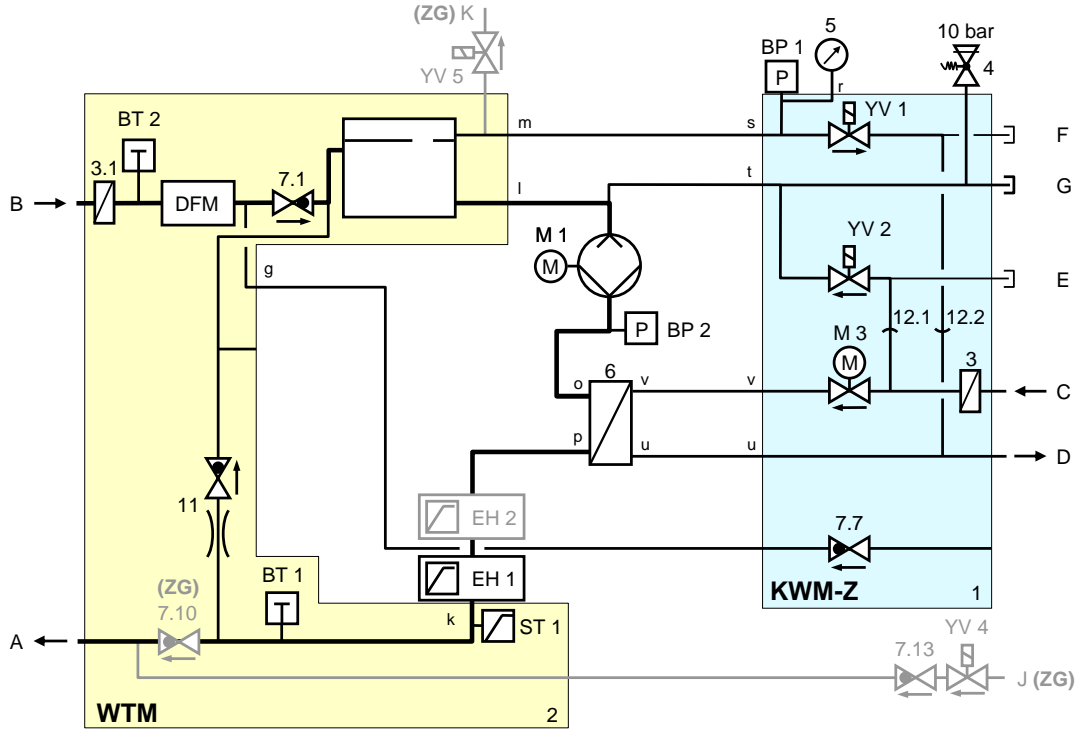 (ZG) K
YV 5
5
BP 1
P
r
10 bar
4
BT 2
3.1
B
DFM
7.1
m
s
YV 1
F
l
t
G
M 1
M
YV 2
g
E
P
BP 2
12.1
12.2
M 3
M
6
3
o
v
v
C
p
u
u
D
11
EH 2
EH 1
7.7
BT 1
(ZG)
7.10
k
ST 1
KWM-Z
1
A
7.13
YV 4
J (ZG)
WTM
2